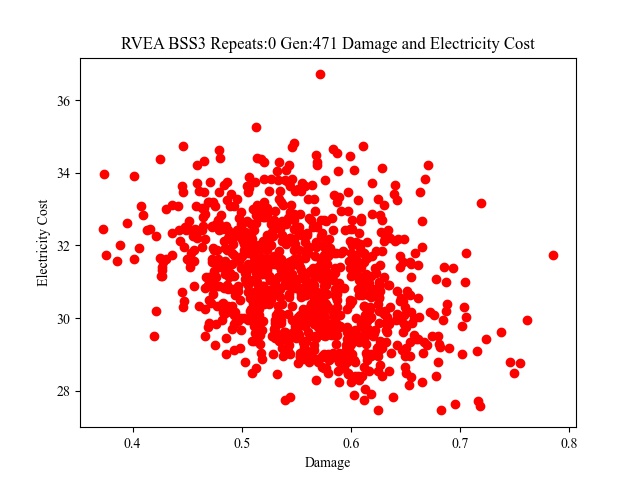 RVEA BSS3 Repeats:0 Gen:471 Damage and Electricity Cost
36
34
32
30
28
Electricity Cost
0.4 0.5 0.6 0.7 0.8
Damage